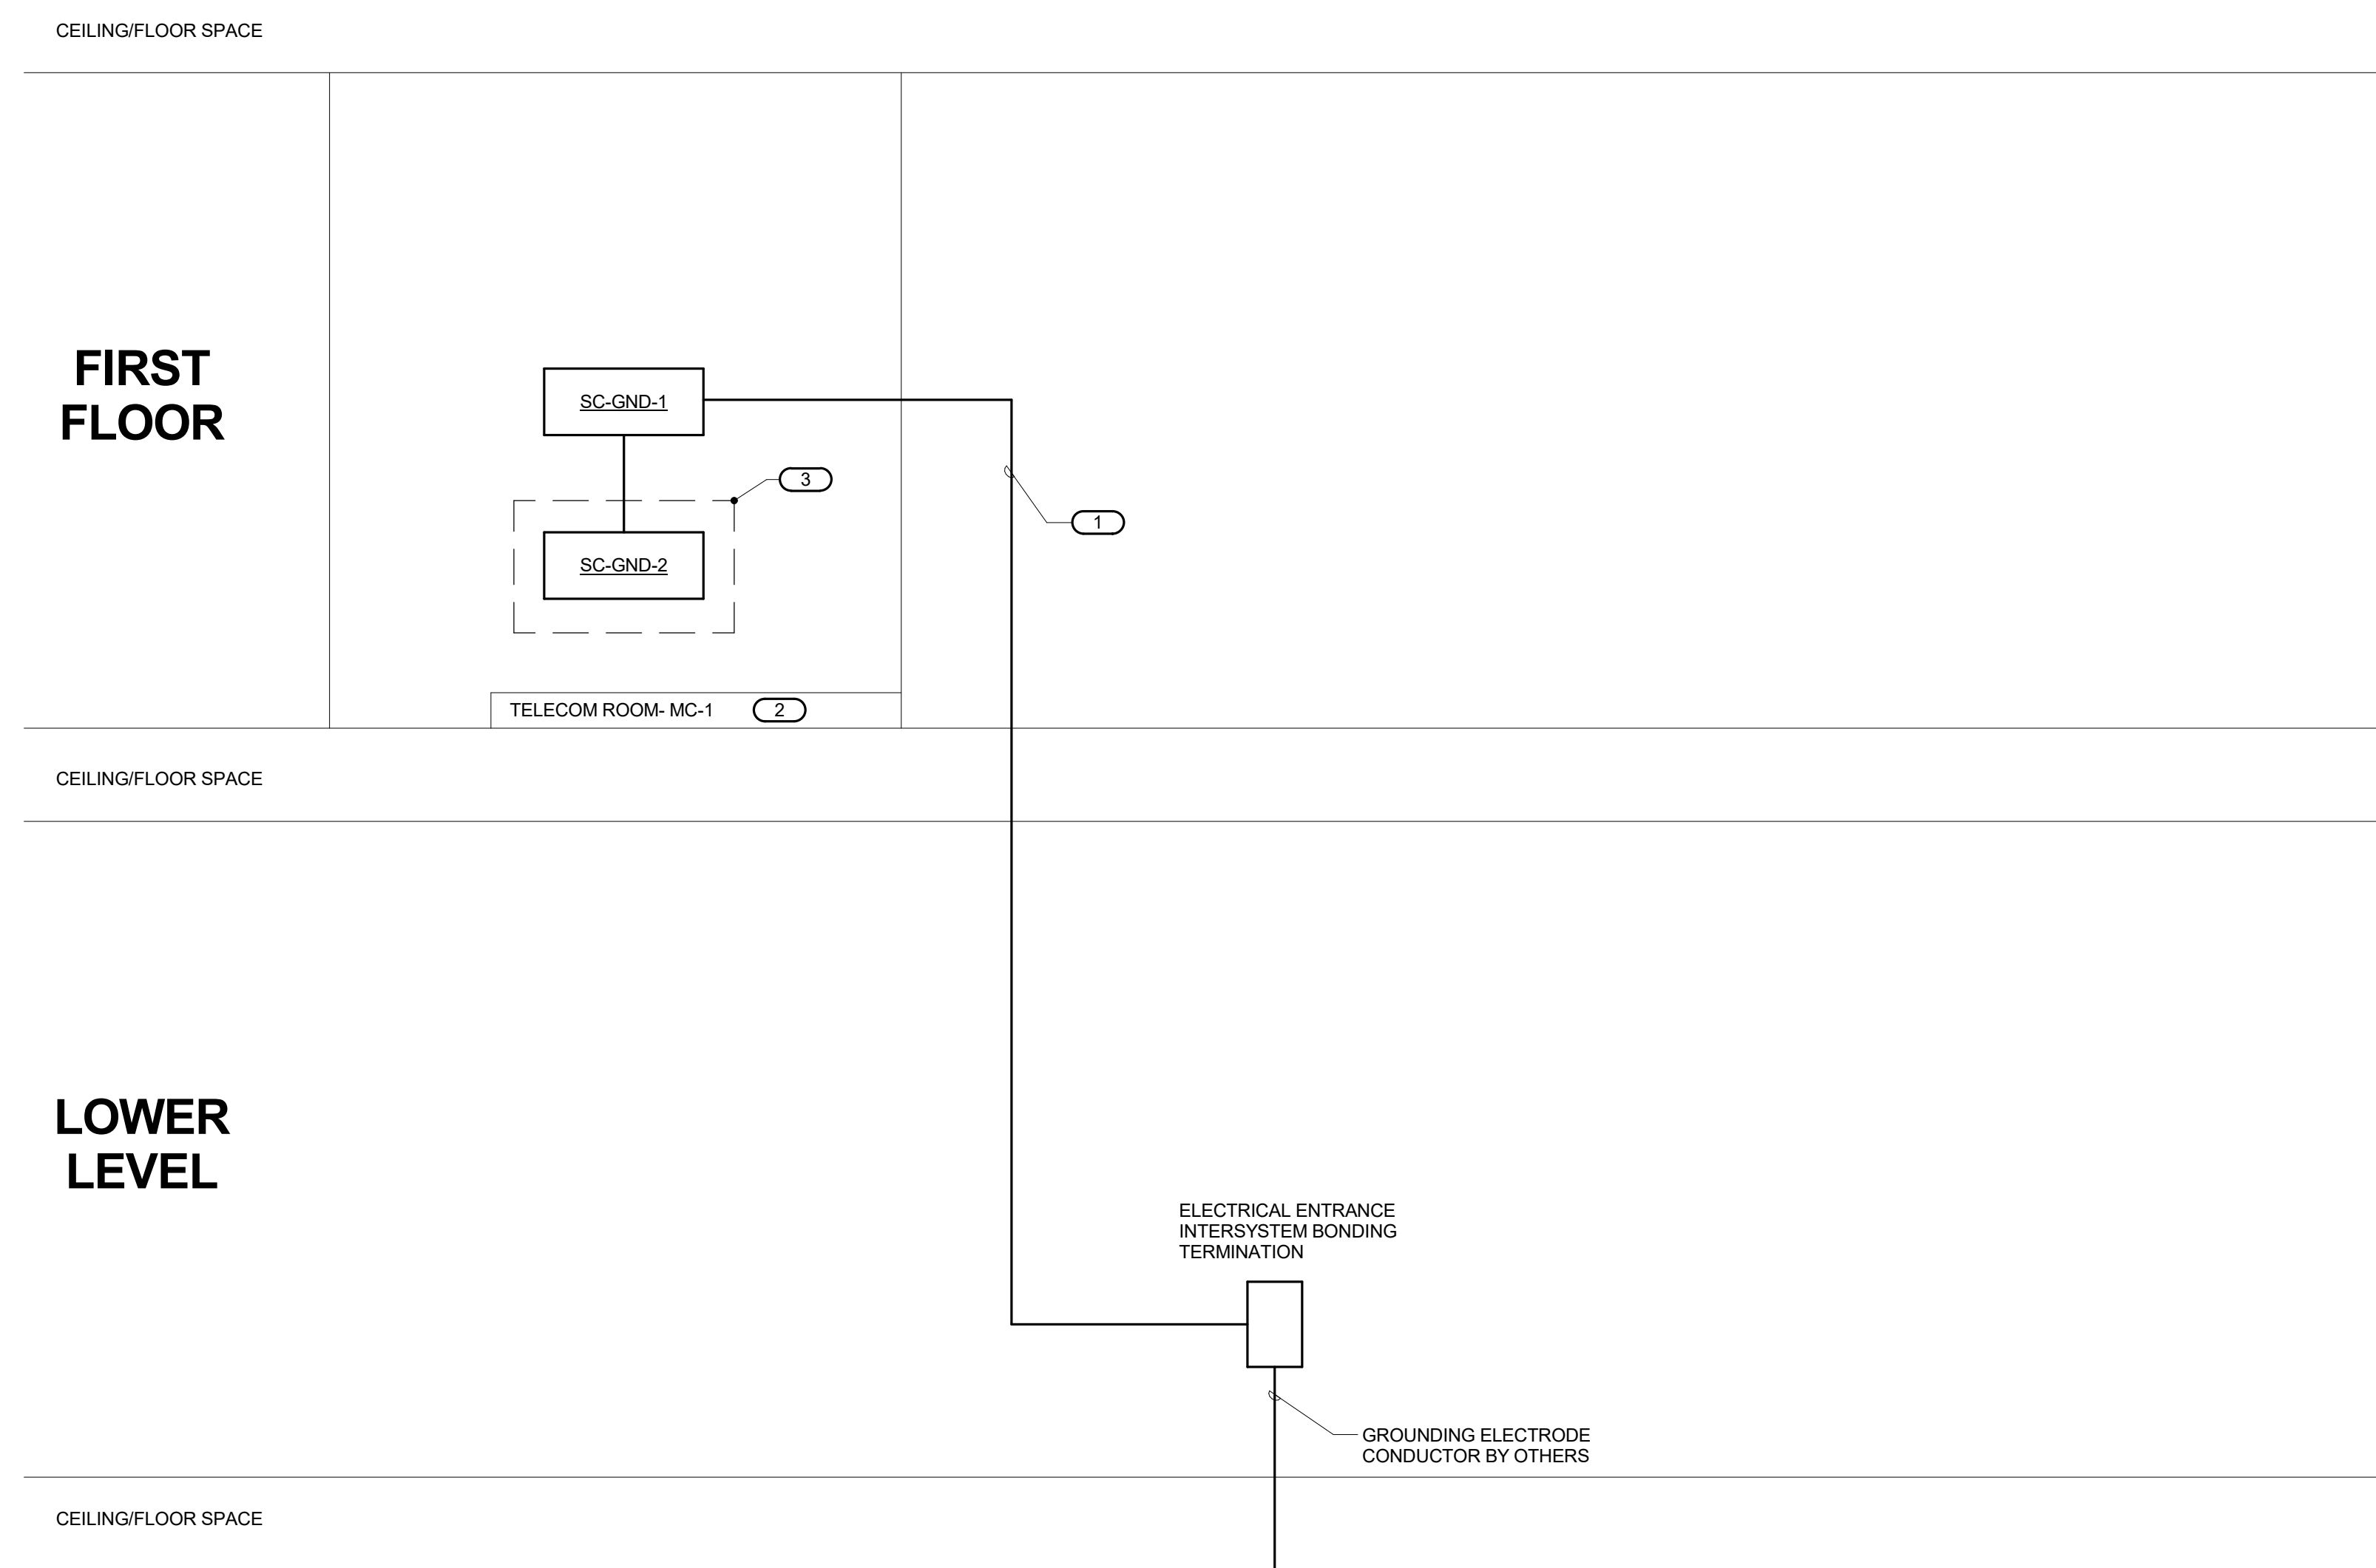 CEILING/FLOOR SPACE
FIRST
FLOOR
SC-GND-1
3
1
SC-GND-2
TELECOM ROOM- MC-1
2
CEILING/FLOOR SPACE
LOWER
LEVEL
ELECTRICAL ENTRANCE
INTERSYSTEM BONDING
TERMINATION
GROUNDING ELECTRODE
CONDUCTOR BY OTHERS
CEILING/FLOOR SPACE